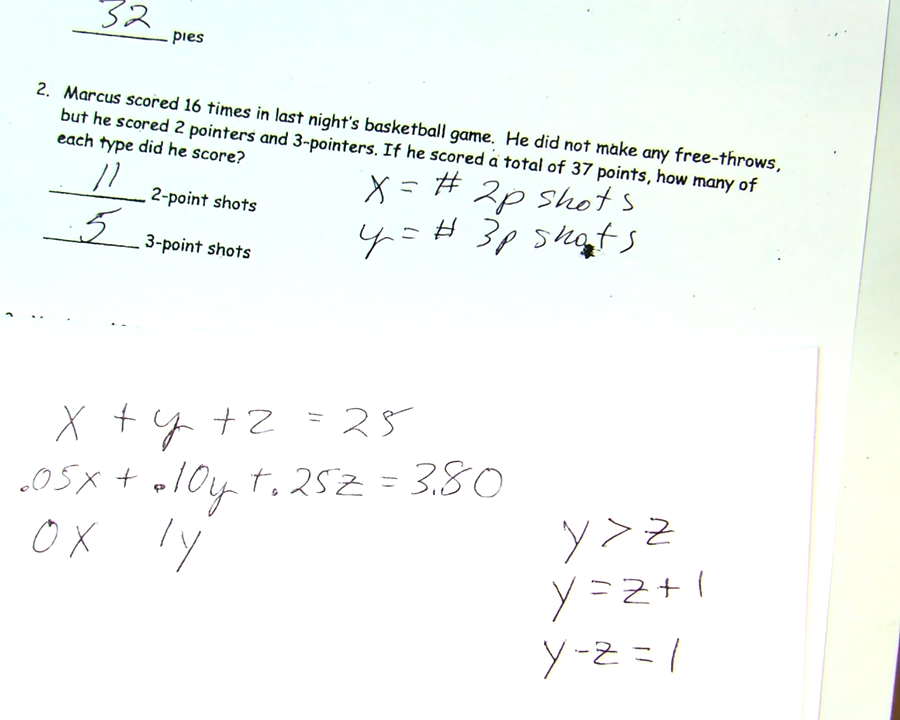 32 pies
2. Marcus scored 16 times in last night's basketball game. He did not make any free-throws,
but he scored 2 pointers and 3-pointers. If he scored a total of 37 points, how many of
each type did he score?
11 2-point shots
5 3-point shots
x = # 2p shots
y = # 3p shots
x + y + z = 25
.05x + .10y + .25z = 3.80
0x 1y
y > z
y = z + 1
y - z = 1